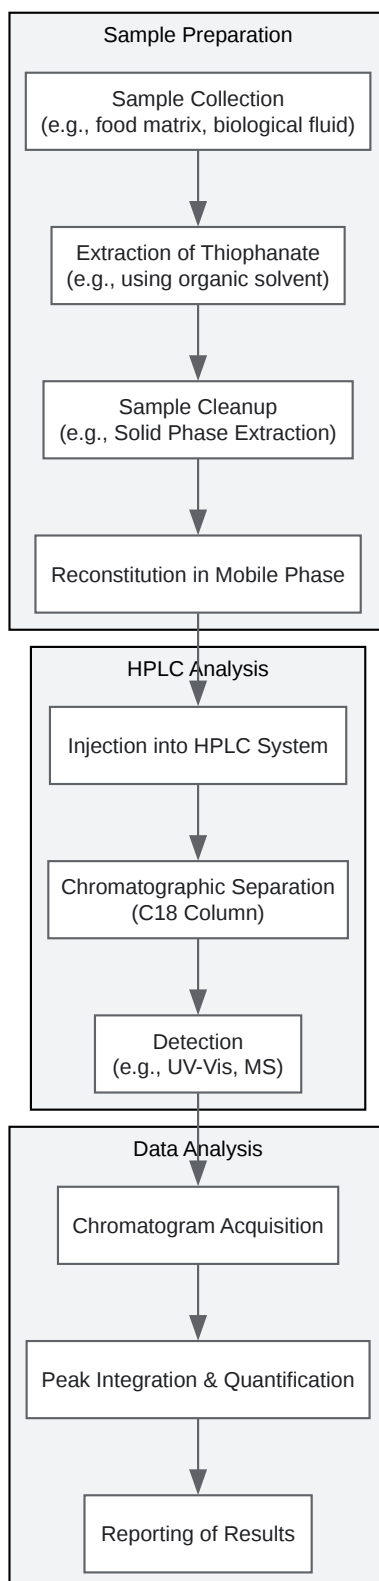 Sample Preparation
Sample Collection
(e.g., food matrix, biological fluid)
Extraction of Thiophanate
(e.g., using organic solvent)
Sample Cleanup
(e.g., Solid Phase Extraction)
Reconstitution in Mobile Phase
HPLC Analysis
Injection into HPLC System
Chromatographic Separation
(C18 Column)
Detection
(e.g., UV-Vis, MS)
Data Analysis
Chromatogram Acquisition
Peak Integration & Quantification
Reporting of Results